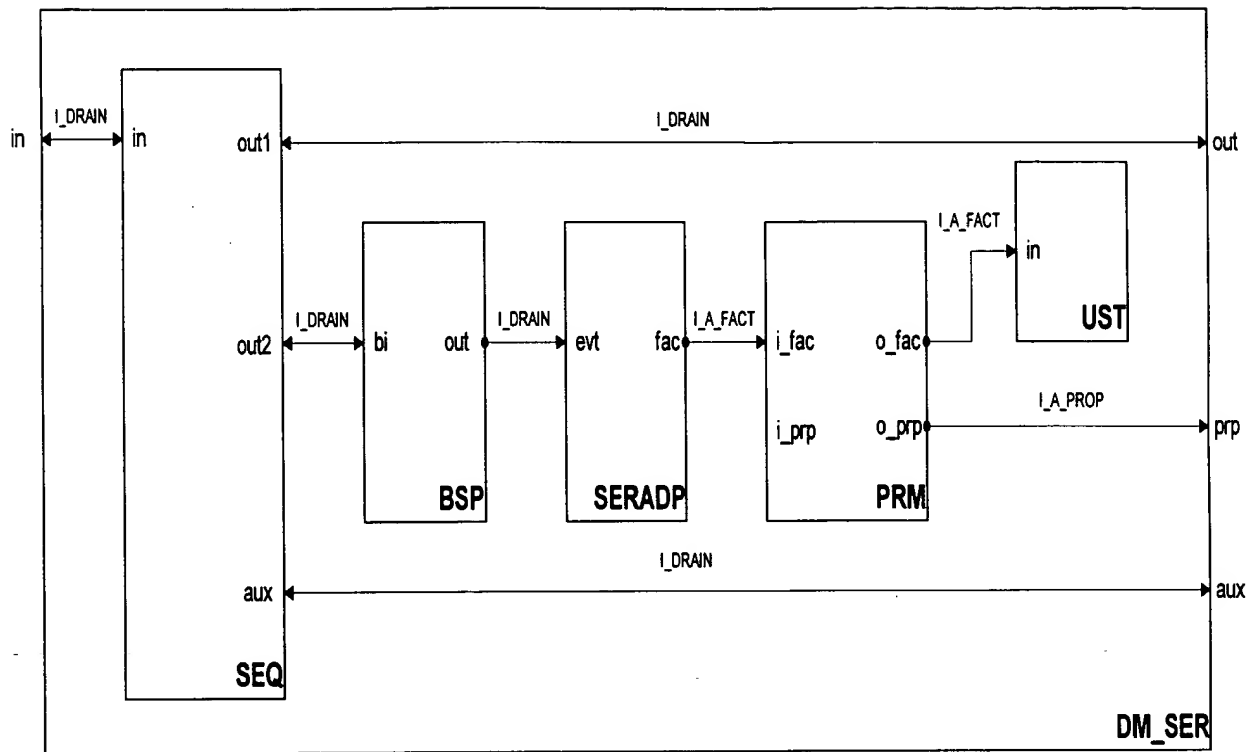 I_DRAIN
in
in
out1
I_DRAIN
out
I_A_FACT
in
UST
I_DRAIN
out2
bi
out
I_DRAIN
evt
fac
I_A_FACT
i_fac
o_fac
i_prp
o_prp
I_A_PROP
prp
BSP
SERADP
PRM
I_DRAIN
aux
aux
SEQ
DM_SER